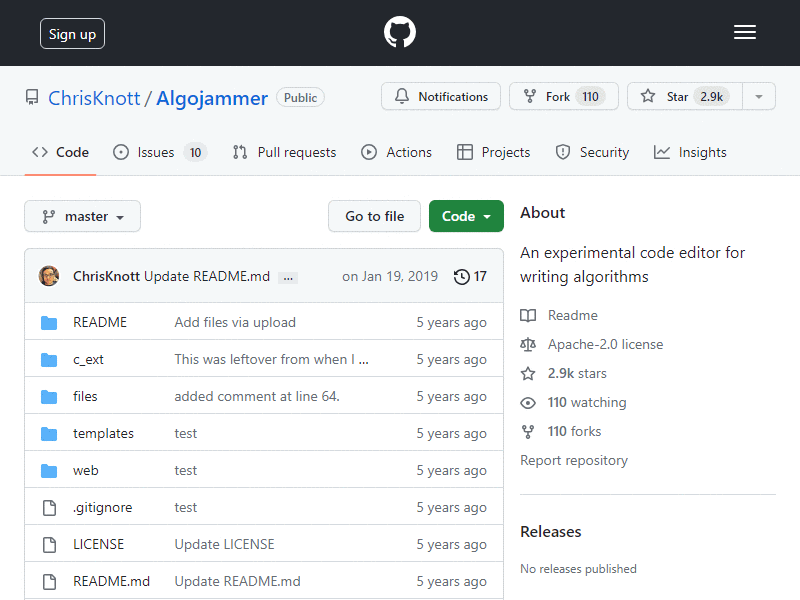 Sign up
ChrisKnott / Algojammer Public
Notifications Fork 110 Star 2.9k
Code Issues 10 Pull requests Actions Projects Security Insights
master Go to file Code
ChrisKnott Update README.md ... on Jan 19, 2019 17
README Add files via upload 5 years ago
c_ext This was leftover from when I ... 5 years ago
files added comment at line 64. 5 years ago
templates test 5 years ago
web test 5 years ago
.gitignore test 5 years ago
LICENSE Update LICENSE 5 years ago
README.md Update README.md 5 years ago
About
An experimental code editor for
writing algorithms
Readme
Apache-2.0 license
2.9k stars
110 watching
110 forks
Report repository
Releases
No releases published